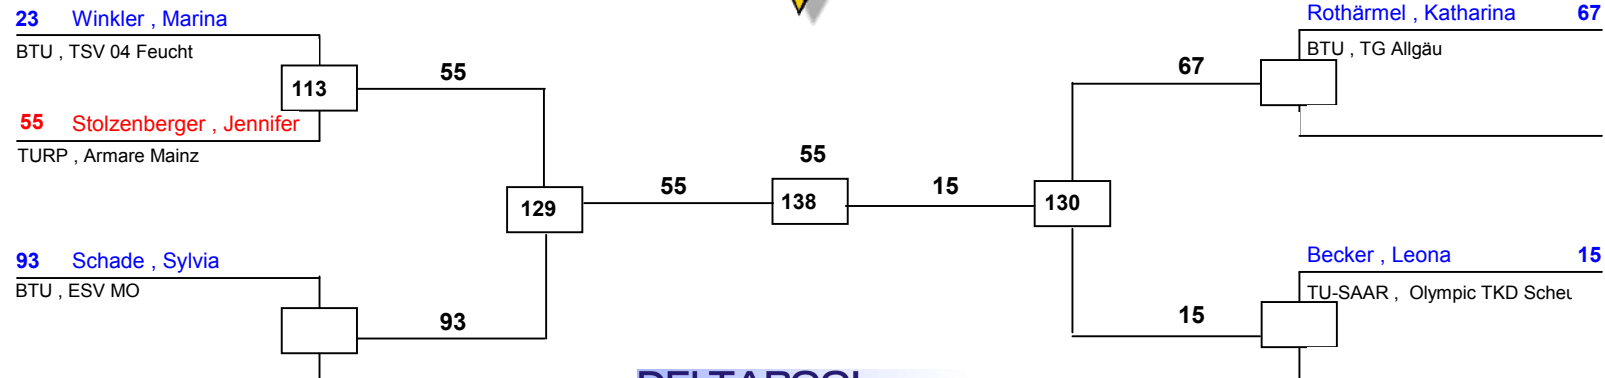 23 Winkler , Marina
BTU , TSV 04 Feucht
113
55
55 Stolzenberger , Jennifer
TURP , Armare Mainz
129
55
93 Schade , Sylvia
BTU , ESV MO
93
55
138
15
130
Rothärmel , Katharina 67
BTU , TG Allgäu
67
Becker , Leona 15
TU-SAAR , Olympic TKD Scheu
15